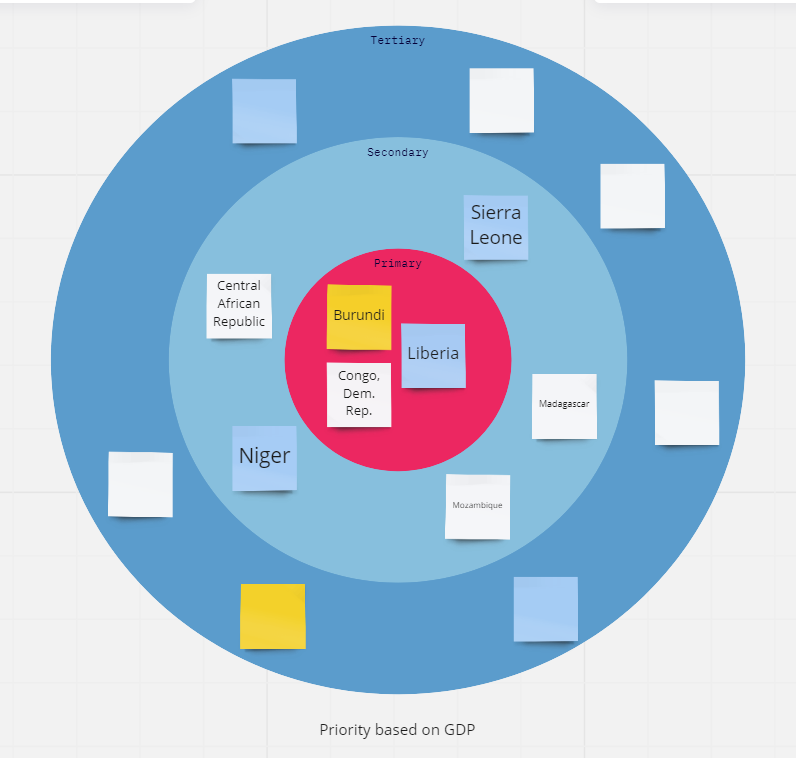 Tertiary
Secondary
Sierra
Leone
Primary
Central
African
Republic
Burundi
Liberia
Congo,
Dem.
Rep.
Madagascar
Niger
Mozambique
Priority based on GDP